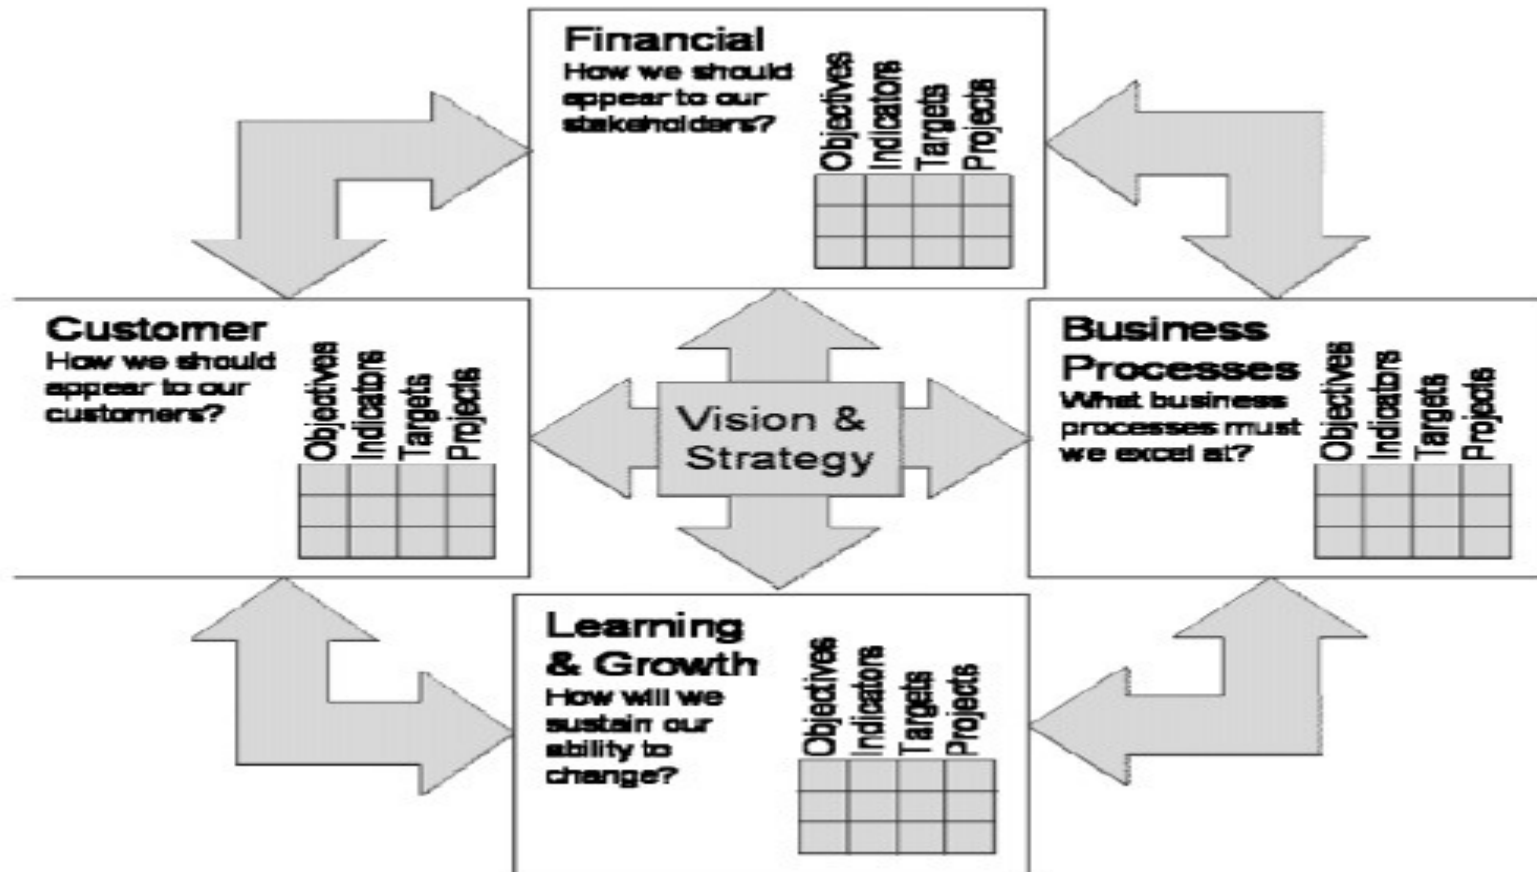 Financial
How we should
appear to our
stakeholders?
Objectives
Indicators
Targets
Projects
Customer
How we should
appear to our
customers?
Objectives
Indicators
Targets
Projects
Vision &
Strategy
Business
Processes
What business
processes must
we excel at?
Objectives
Indicators
Targets
Projects
Learning
& Growth
How will we
sustain our
ability to
change?
Objectives
Indicators
Targets
Projects